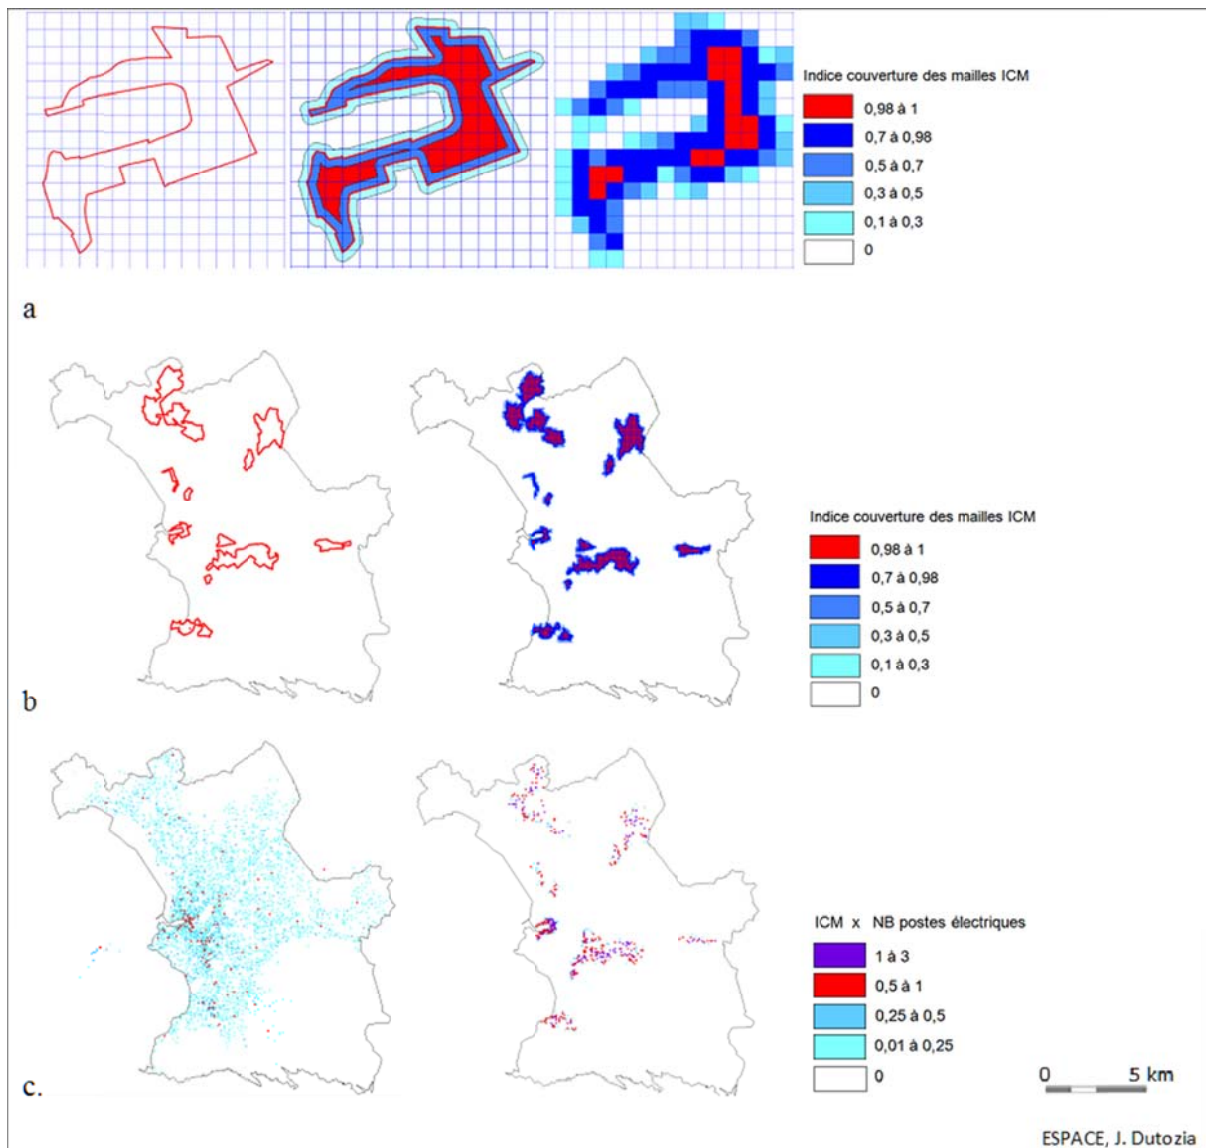 Indice couverture des mailles ICM
0,98 à 1
0,7 à 0,98
0,5 à 0,7
0,3 à 0,5
0,1 à 0,3
0
a
b
Indice couverture des mailles ICM
0,98 à 1
0,7 à 0,98
0,5 à 0,7
0,3 à 0,5
0,1 à 0,3
0
c.
ICM x NB postes électriques
1 à 3
0,5 à 1
0,25 à 0,5
0,01 à 0,25
0
0 5 km
ESPACE, J. Dutozia